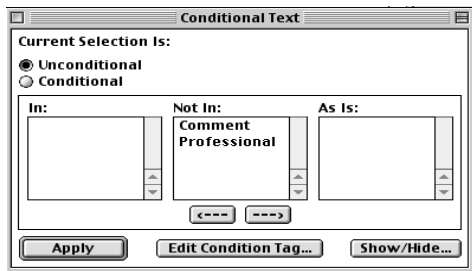 Conditional Text
Current Selection Is:
Unconditional
Conditional
In: Not In: As Is:
Comment
Professional
<--- --->
Apply Edit Condition Tag... Show/Hide...